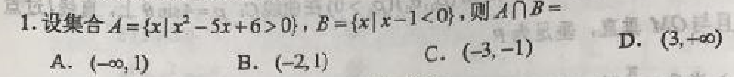 1. 设集合 A={x|x²-5x+6>0}，B={x|x-1<0}，则 A∩B=
A. (-∞, 1) B. (-2, 1) C. (-3, -1) D. (3, +∞)